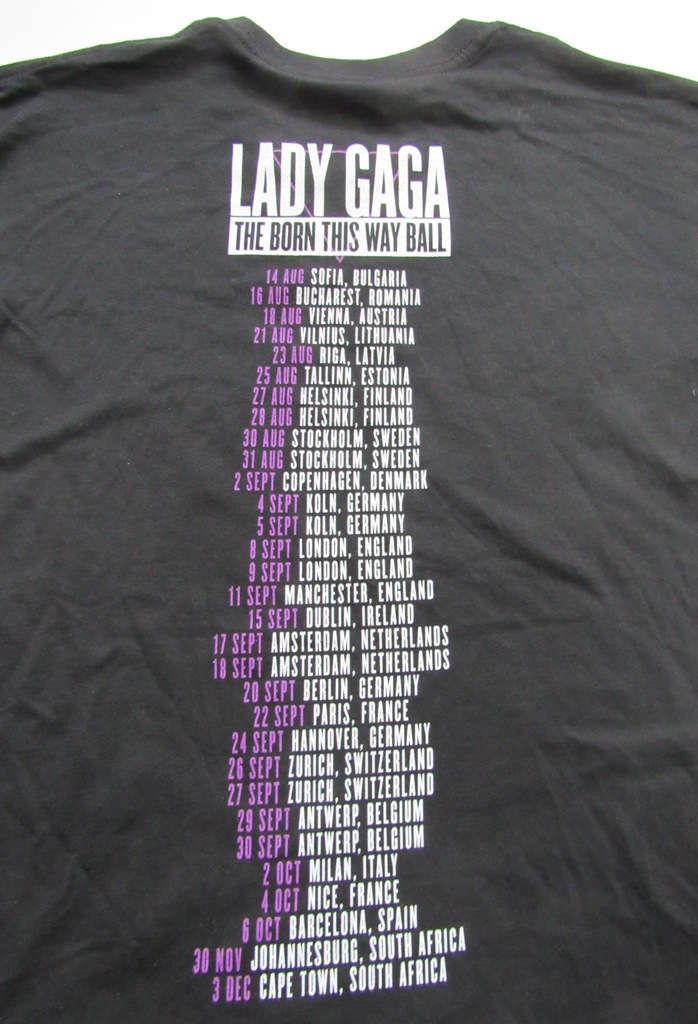 LADY GAGA
THE BORN THIS WAY BALL
14 AUG SOFIA, BULGARIA
16 AUG BUCHAREST, ROMANIA
18 AUG VIENNA, AUSTRIA
21 AUG VILNIUS, LITHUANIA
23 AUG RIGA, LATVIA
25 AUG TALLINN, ESTONIA
27 AUG HELSINKI, FINLAND
28 AUG HELSINKI, FINLAND
30 AUG STOCKHOLM, SWEDEN
31 AUG STOCKHOLM, SWEDEN
2 SEPT COPENHAGEN, DENMARK
4 SEPT KOLN, GERMANY
5 SEPT KOLN, GERMANY
8 SEPT LONDON, ENGLAND
9 SEPT LONDON, ENGLAND
11 SEPT MANCHESTER, ENGLAND
15 SEPT DUBLIN, IRELAND
17 SEPT AMSTERDAM, NETHERLANDS
18 SEPT AMSTERDAM, NETHERLANDS
20 SEPT BERLIN, GERMANY
22 SEPT PARIS, FRANCE
24 SEPT HANNOVER, GERMANY
26 SEPT ZURICH, SWITZERLAND
27 SEPT ZURICH, SWITZERLAND
29 SEPT ANTWERP, BELGIUM
30 SEPT ANTWERP, BELGIUM
2 OCT MILAN, ITALY
4 OCT NICE, FRANCE
6 OCT BARCELONA, SPAIN
30 NOV JOHANNESBURG, SOUTH AFRICA
3 DEC CAPE TOWN, SOUTH AFRICA